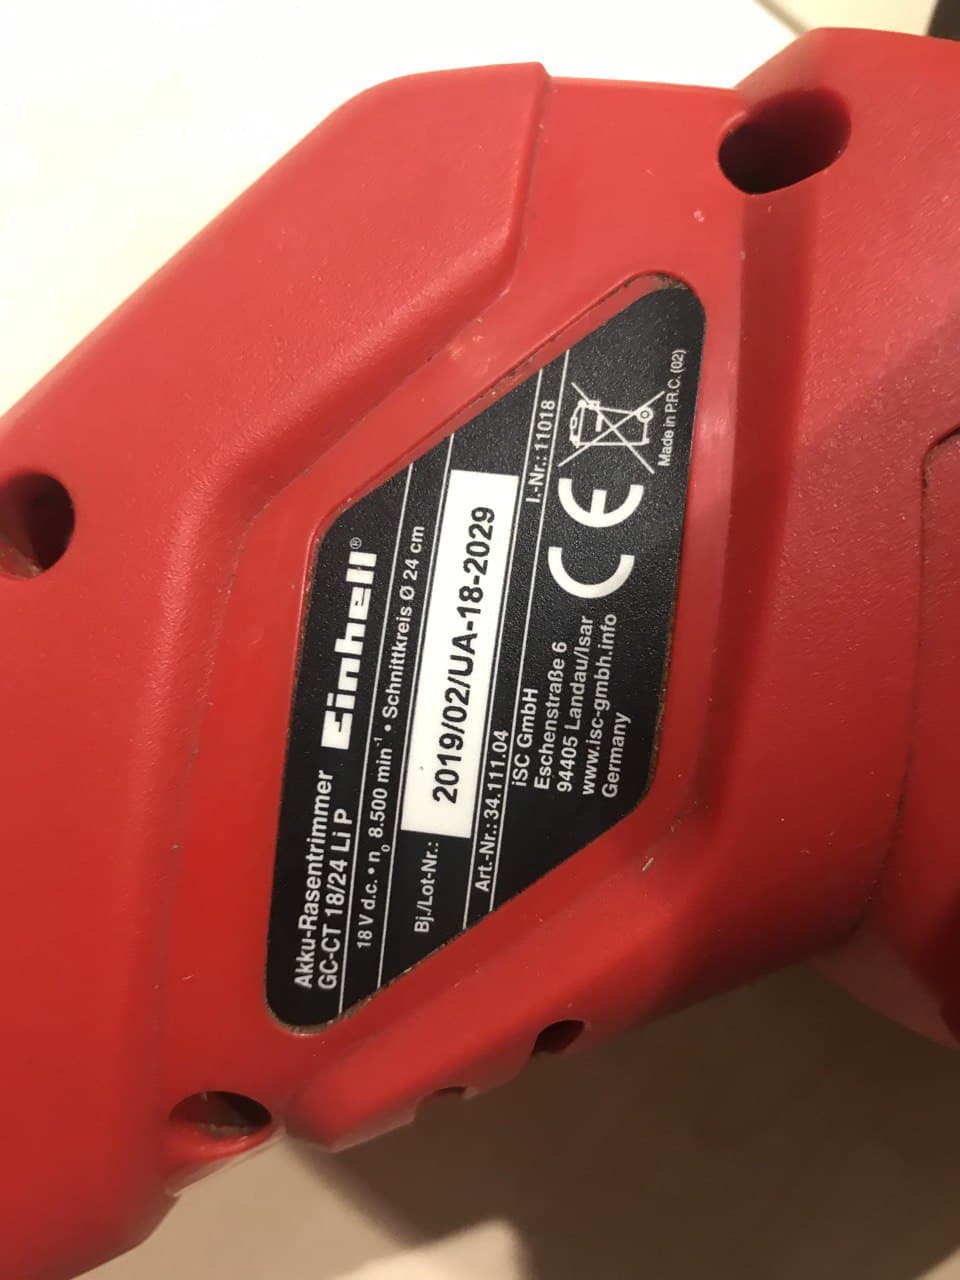 Akku-Rasentrimmer
GC-CT 18/24 Li P
Einhell®
18 V d.c. • n₀ 8.500 min⁻¹ • Schnittkreis Ø 24 cm
Bj./Lot-Nr.: 2019/02/UA-18-2029
Art.-Nr.: 34.111.04 I.-Nr.: 11018
iSC GmbH
Eschenstraße 6
94405 Landau/Isar
www.isc-gmbh.info
Germany
CE
Made in P.R.C. (02)